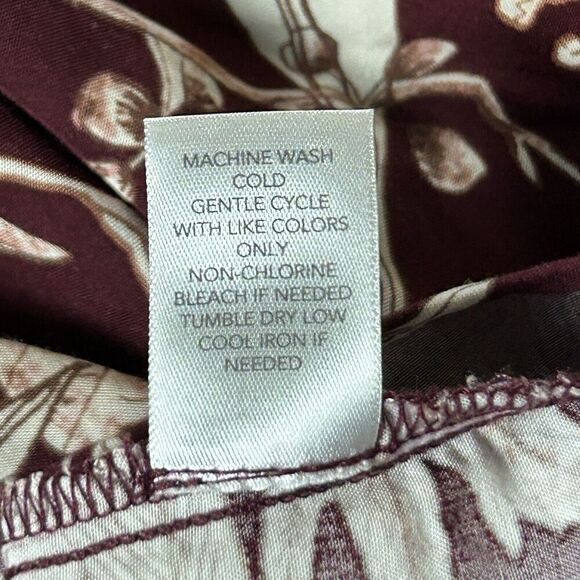 MACHINE WASH
COLD
GENTLE CYCLE
WITH LIKE COLORS
ONLY
NON-CHLORINE
BLEACH IF NEEDED
TUMBLE DRY LOW
COOL IRON IF
NEEDED